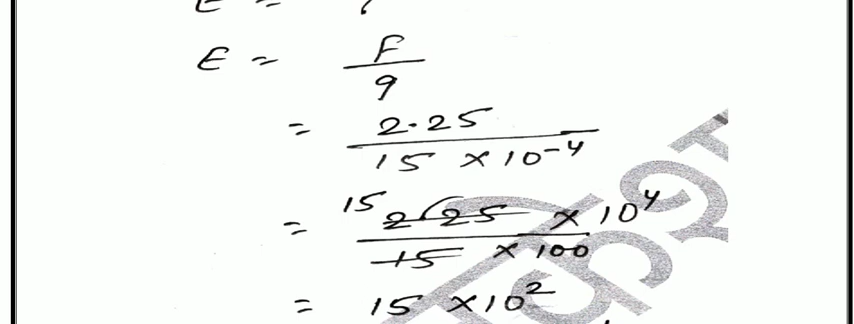 E = ?
E = F / q
= 2.25 / 15 × 10⁻⁴
= 15 225 × 10⁴ / 15 × 100
= 15 × 10²